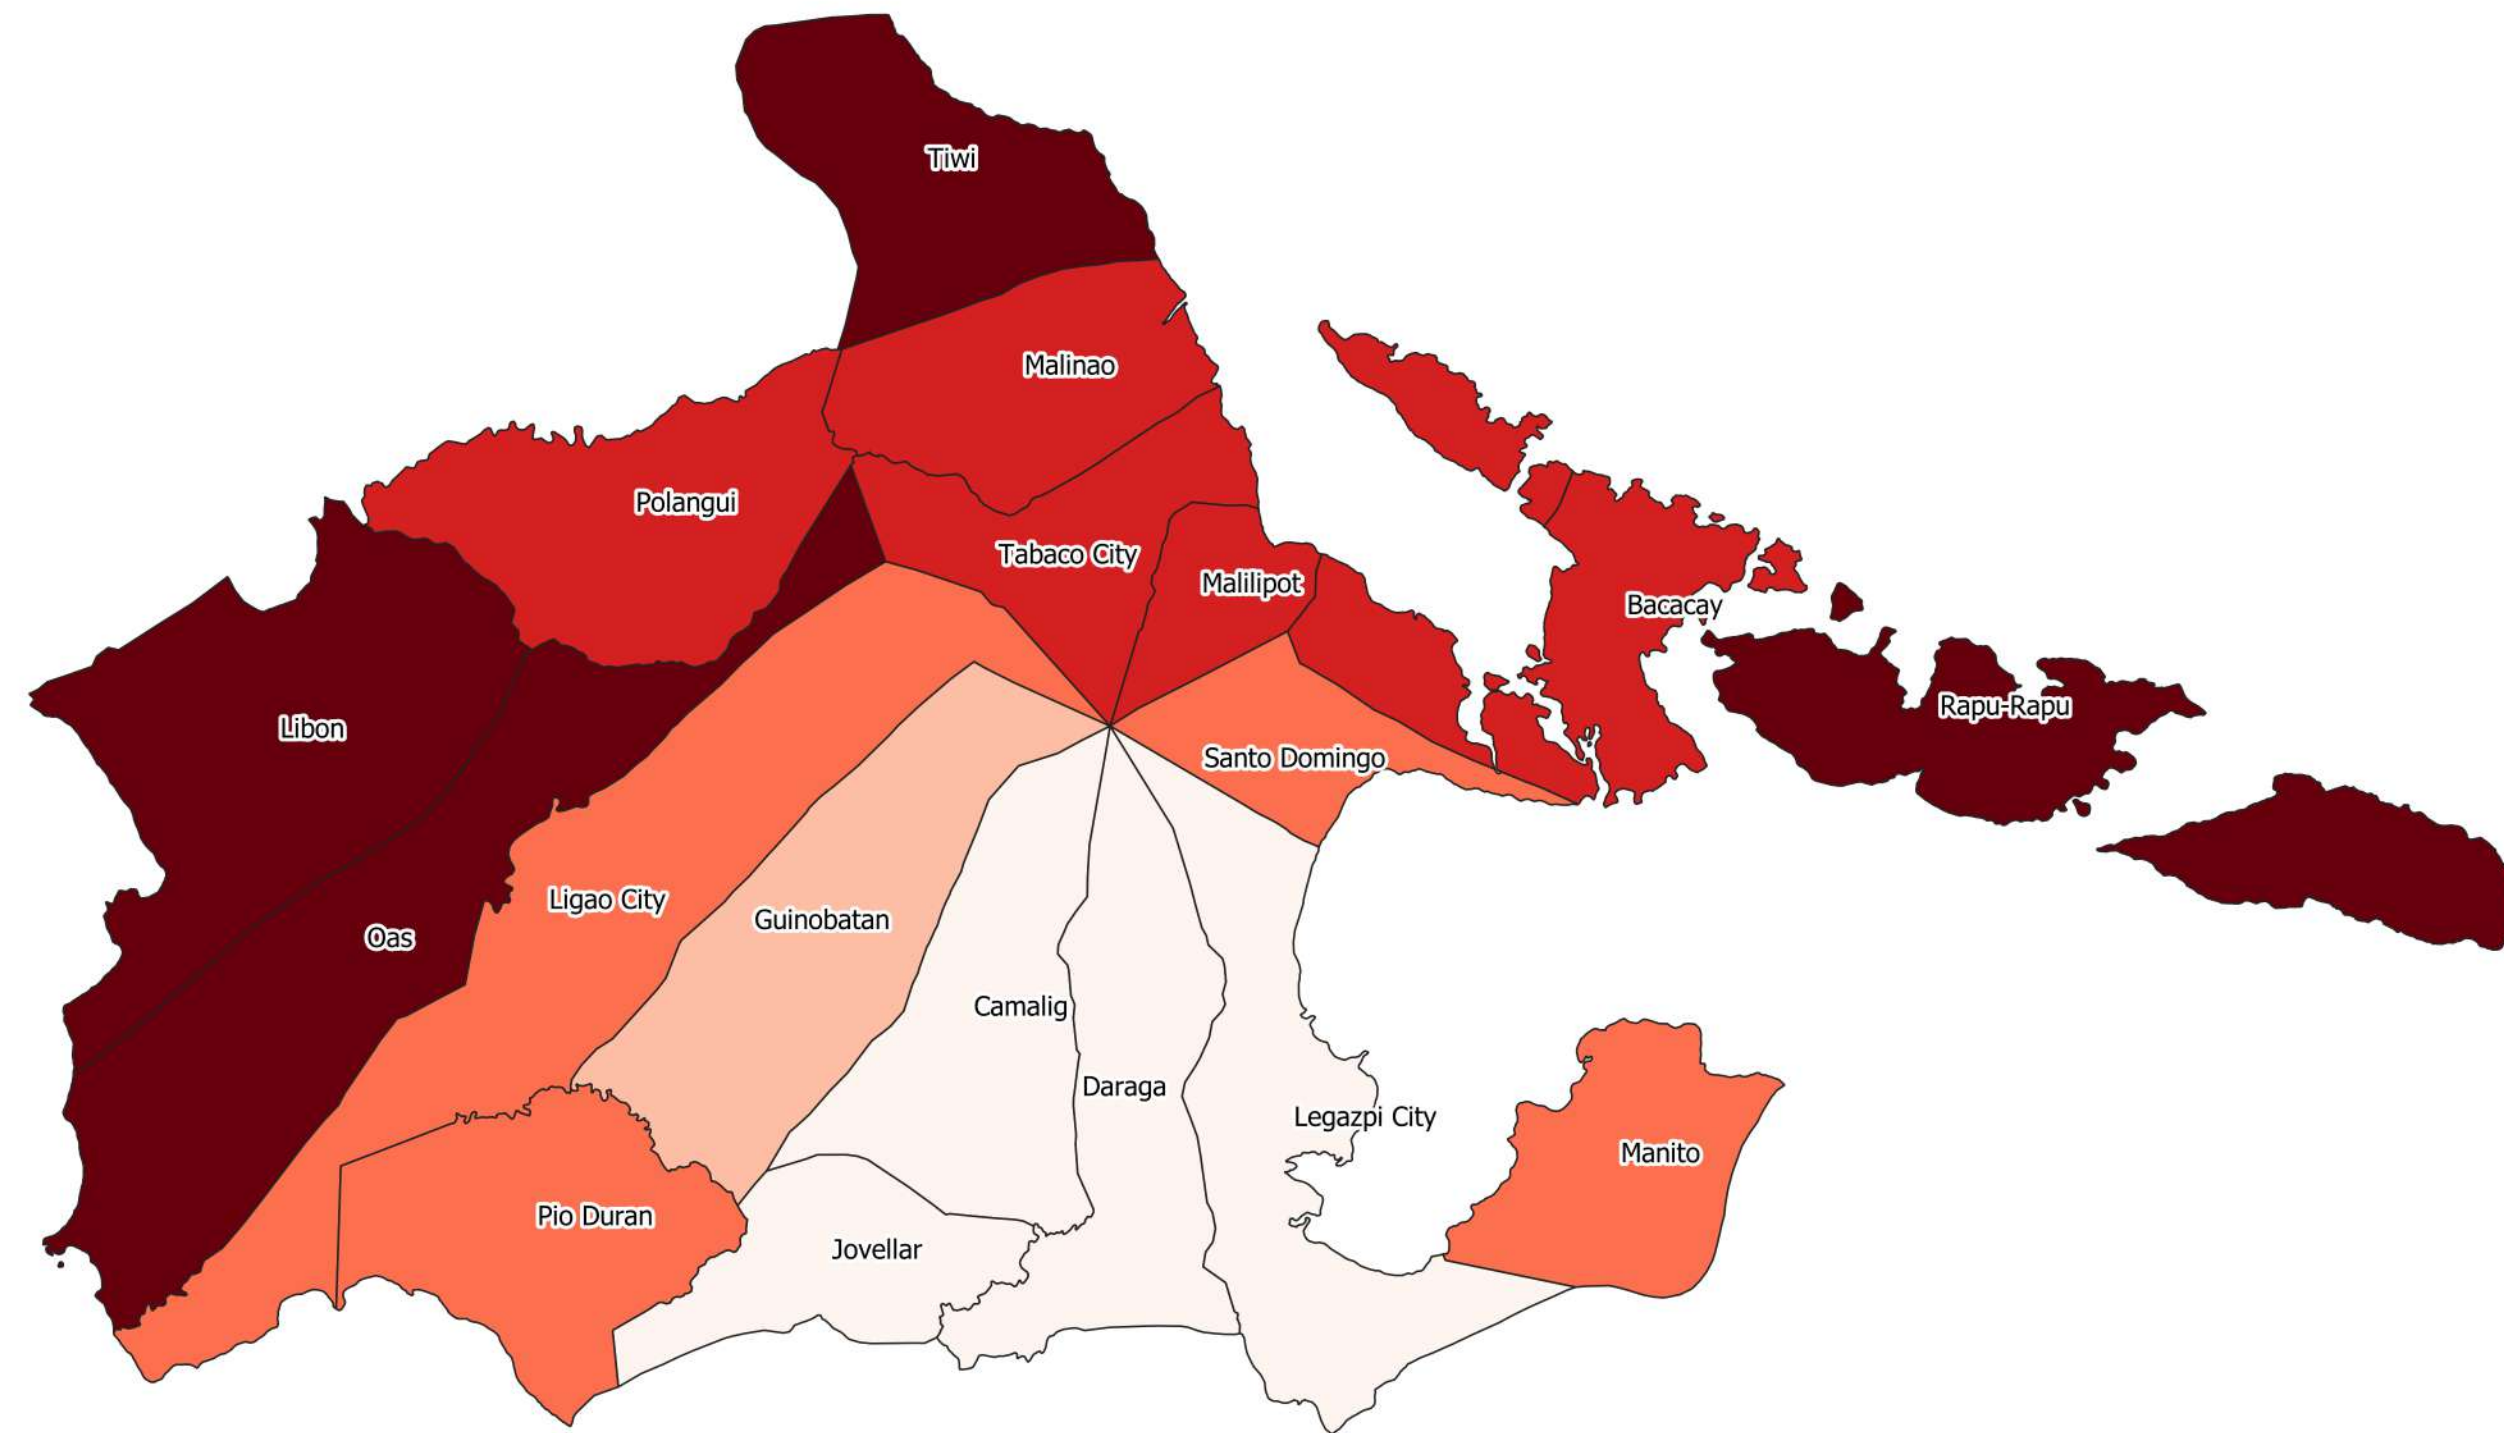 Tiwi
Malinao
Polangui
Tabaco City
Malilipot
Bacacay
Rapu-Rapu
Libon
Santo Domingo
Ligao City
Guinobatan
Oas
Camalig
Daraga
Legazpi City
Manito
Pio Duran
Jovellar